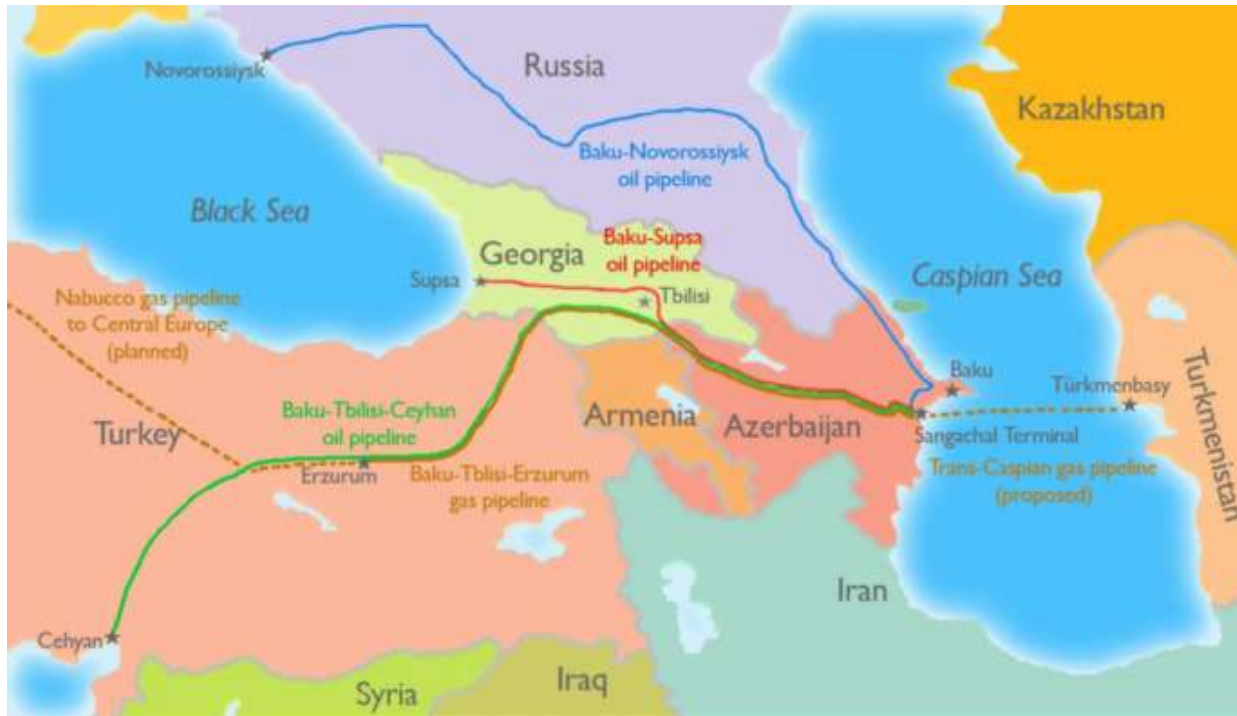 Novorossiysk
Russia
Kazakhstan
Baku-Novorossiysk
oil pipeline
Black Sea
Georgia
Baku-Supsa
oil pipeline
Caspian Sea
Supsa
Tbilisi
Nabucco gas pipeline
to Central Europe
(planned)
Baku
Türkmenbasy
Turkmenistan
Baku-Tbilisi-Ceyhan
oil pipeline
Armenia
Azerbaijan
Turkey
Sangachal Terminal
Erzurum
Baku-Tblisi-Erzurum
gas pipeline
Trans-Caspian gas pipeline
(proposed)
Iran
Cehyan
Syria
Iraq